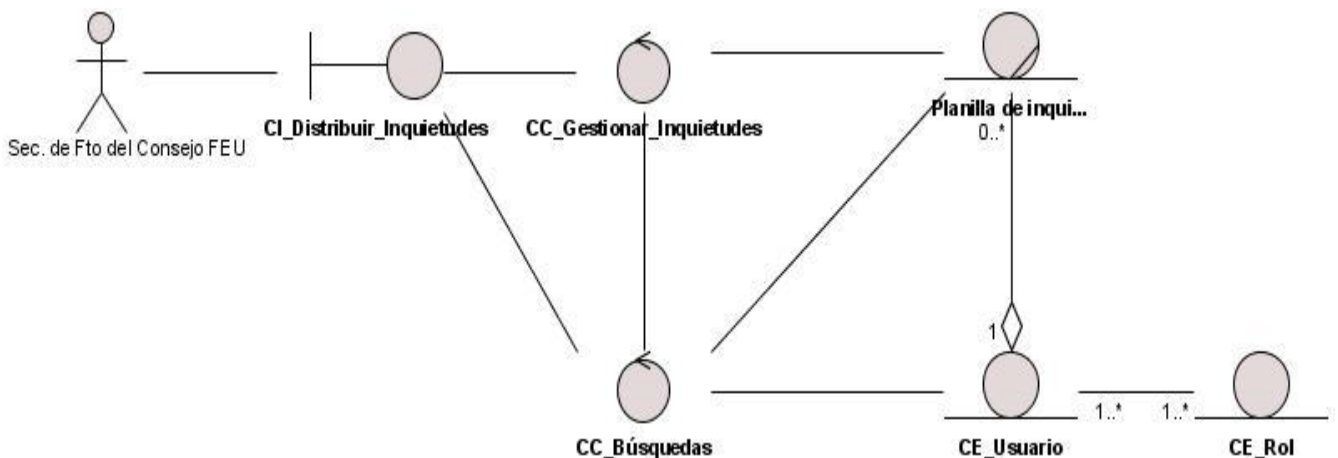 Sec. de Fto del Consejo FEU
CI_Distribuir_Inquietudes
CC_Gestionar_Inquietudes
Planilla de inqui...
0..*
1
1..*
1..*
CC_Búsquedas
CE_Usuario
CE_Rol